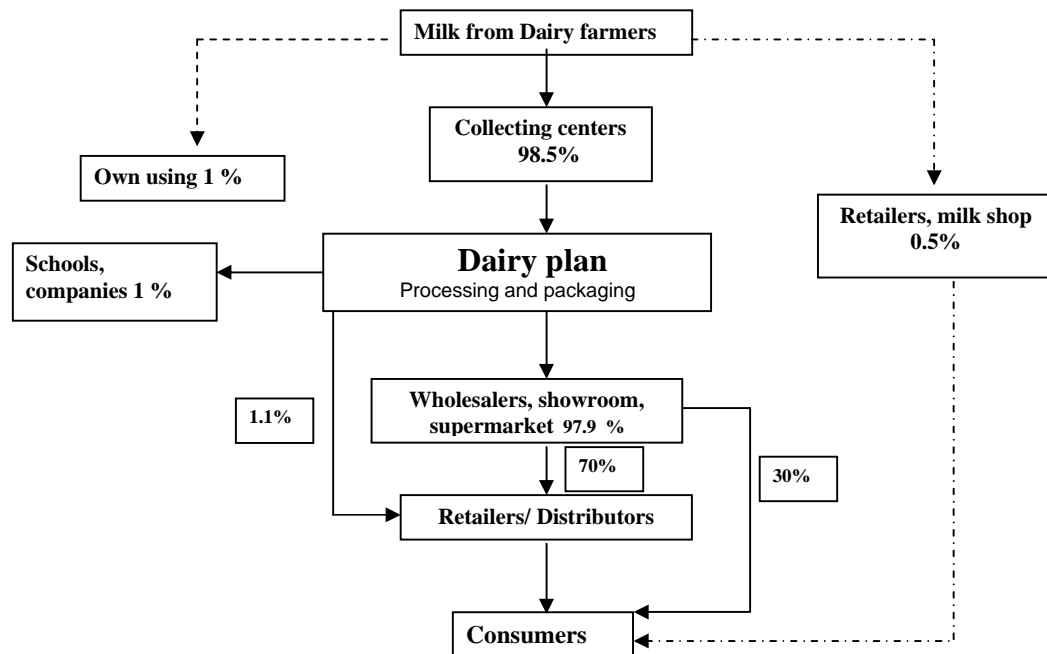 Milk from Dairy farmers
Collecting centers
98.5%
Own using 1 %
Retailers, milk shop
0.5%
Schools,
companies 1 %
Dairy plan
Processing and packaging
Wholesalers, showroom,
supermarket 97.9 %
1.1%
70%
30%
Retailers/ Distributors
Consumers